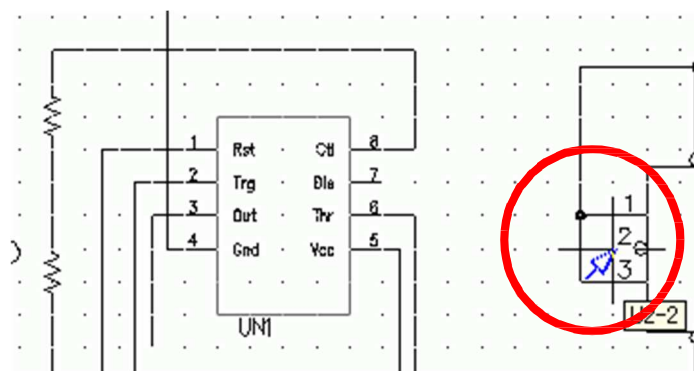 1 Rst Ctl 8
2 Trg Dis 7
3 Out Thr 6
4 Gnd Vcc 5
UN1
1
2
3
U2-2